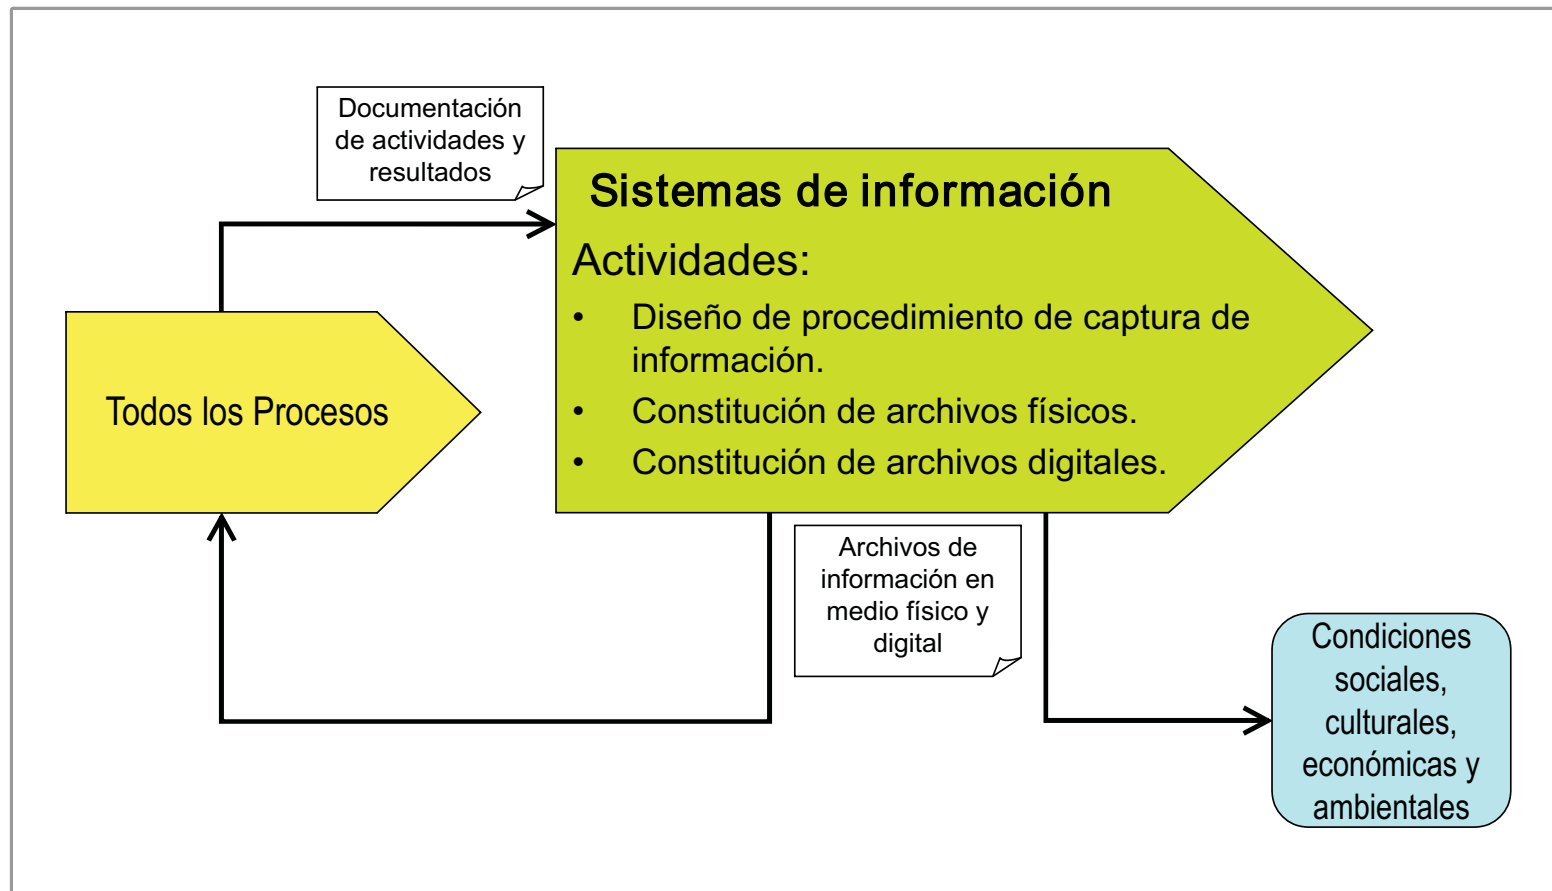 Documentación
de actividades y
resultados
Sistemas de información
Actividades:
• Diseño de procedimiento de captura de
información.
• Constitución de archivos físicos.
• Constitución de archivos digitales.
Todos los Procesos
Archivos de
información en
medio físico y
digital
Condiciones
sociales,
culturales,
económicas y
ambientales